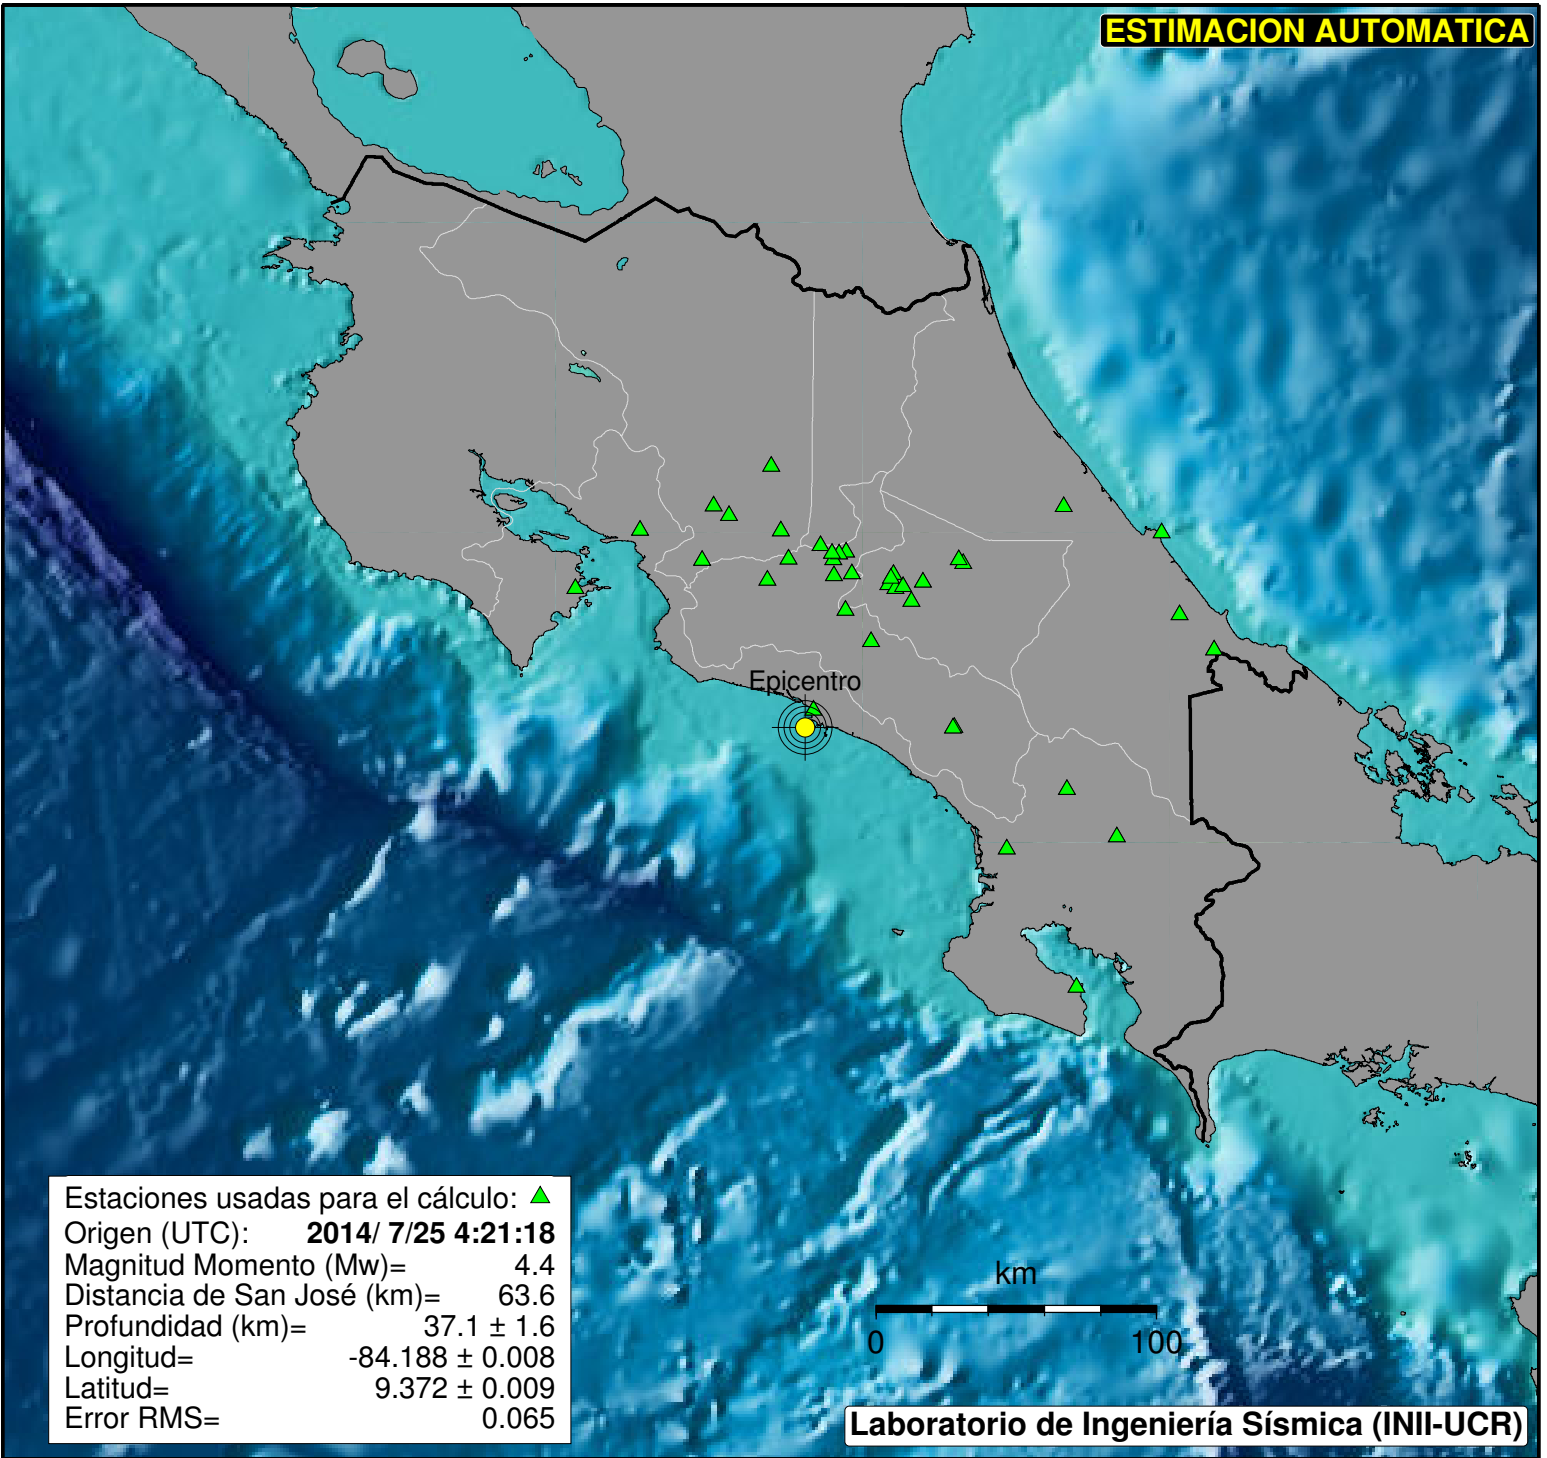 ESTIMACION AUTOMATICA
Epicentro
Estaciones usadas para el cálculo:
Origen (UTC): 2014/ 7/25 4:21:18
Magnitud Momento (Mw)= 4.4
Distancia de San José (km)= 63.6
Profundidad (km)= 37.1 ± 1.6
Longitud= -84.188 ± 0.008
Latitud= 9.372 ± 0.009
Error RMS= 0.065
km
0 100
Laboratorio de Ingeniería Sísmica (INII-UCR)